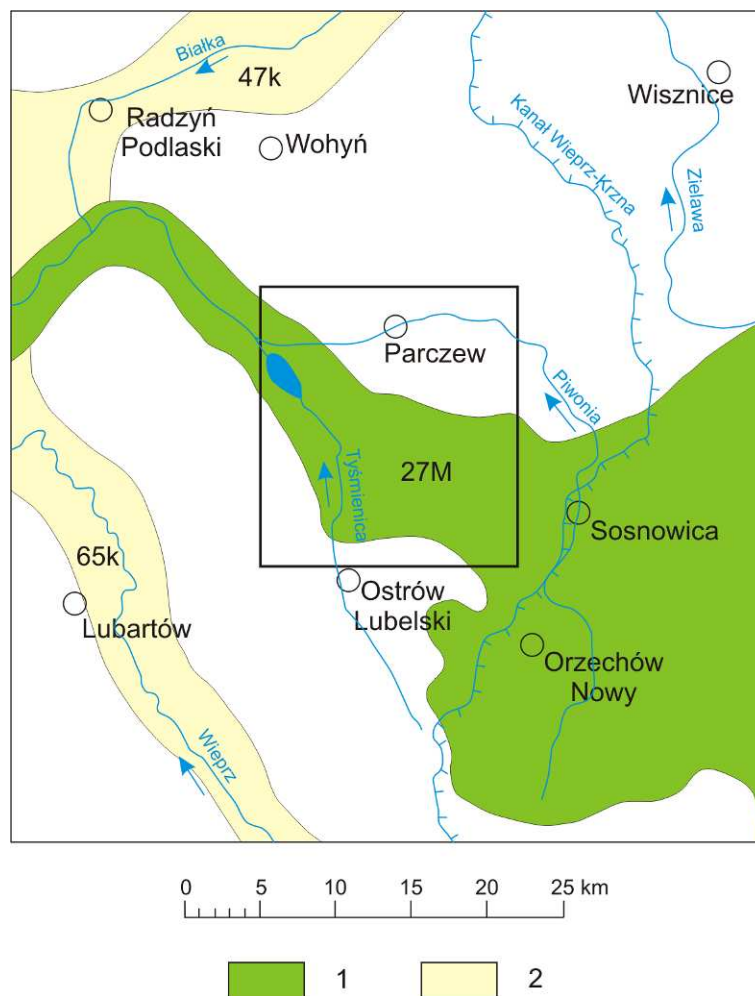 Białka
47k
Wisznice
Radzyń
Podlaski
Wohyń
Kanał Wieprz-Krzna
Zielawa
Parczew
Piwonia
Tyśmienica
27M
Sosnowica
65k
Ostrów
Lubelski
Lubartów
Orzechów
Nowy
Wieprz
0 5 10 15 20 25 km
1 2